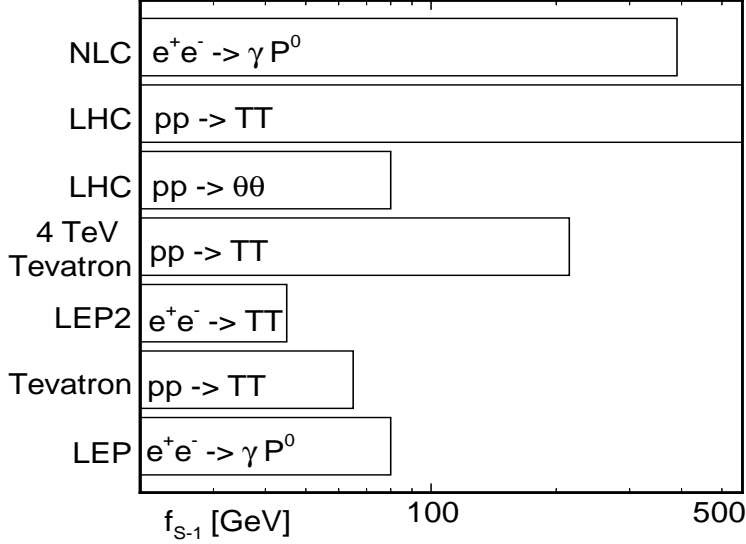 NLC e⁺e⁻ -> γ P⁰
LHC pp -> TT
LHC pp -> θθ
4 TeV
Tevatron pp -> TT
LEP2 e⁺e⁻ -> TT
Tevatron pp -> TT
LEP e⁺e⁻ -> γ P⁰
f_S-1 [GeV] 100 500